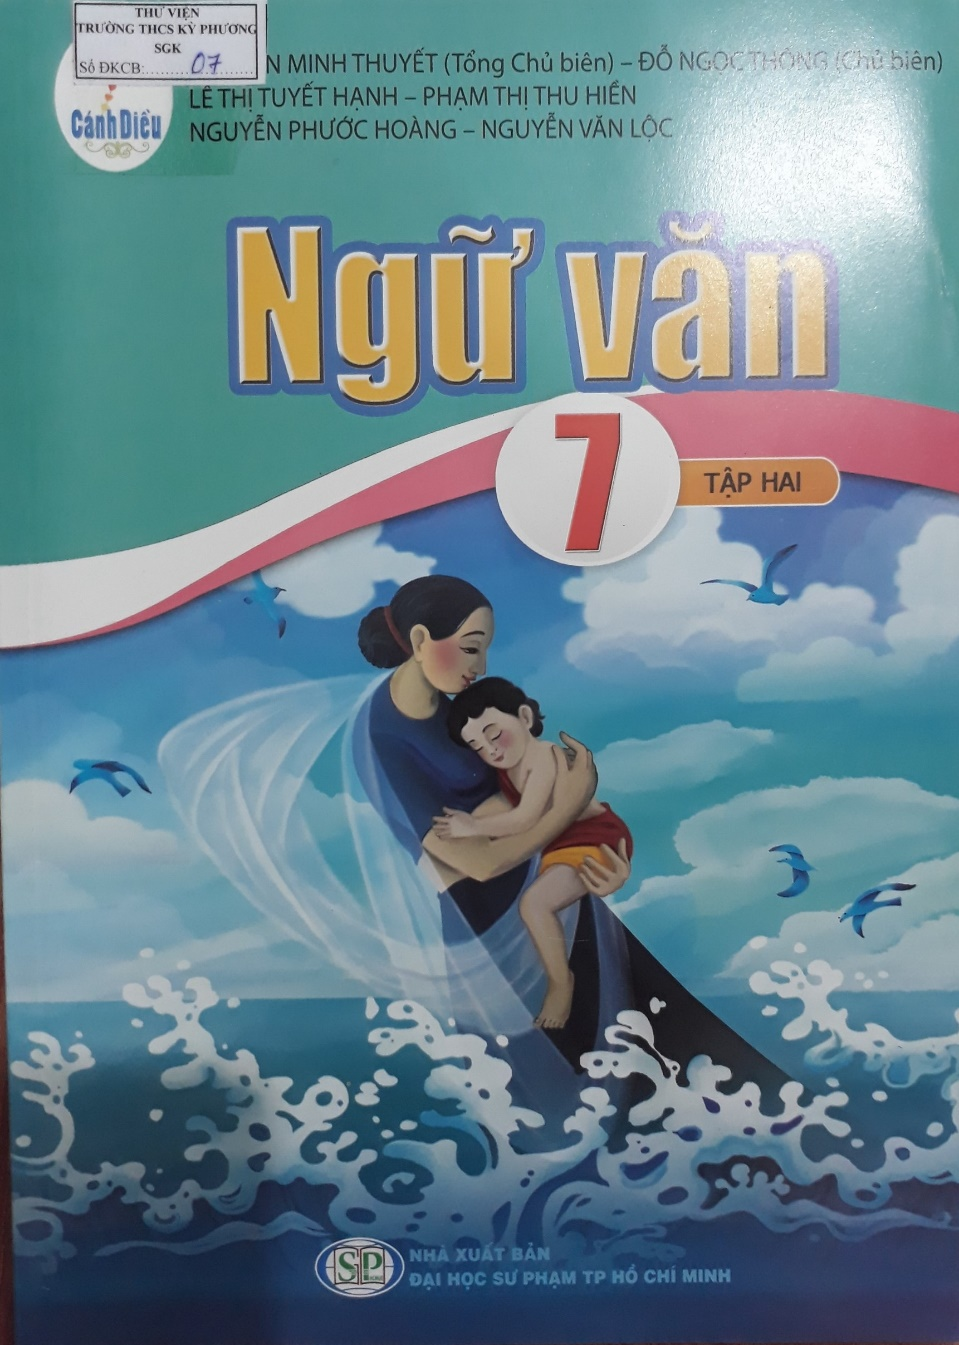 THƯ VIỆN
TRƯỜNG THCS KỲ PHƯƠNG
SGK
Số ĐKCB:........07.......
N MINH THUYẾT (Tổng Chủ biên) – ĐỖ NGỌC THỐNG (Chủ biên)
LÊ THỊ TUYẾT HẠNH – PHẠM THỊ THU HIỀN
NGUYỄN PHƯỚC HOÀNG – NGUYỄN VĂN LỘC
Cánh Diều
Ngữ văn
7
TẬP HAI
SP
NHÀ XUẤT BẢN
ĐẠI HỌC SƯ PHẠM TP HỒ CHÍ MINH